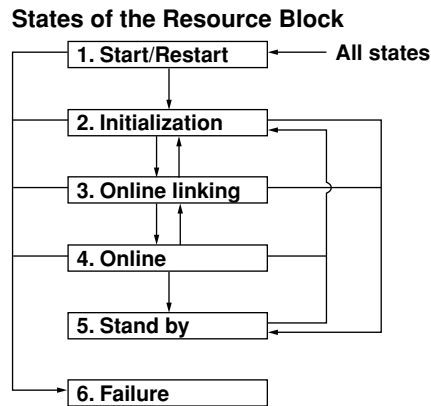 States of the Resource Block
1. Start/Restart
All states
2. Initialization
3. Online linking
4. Online
5. Stand by
6. Failure